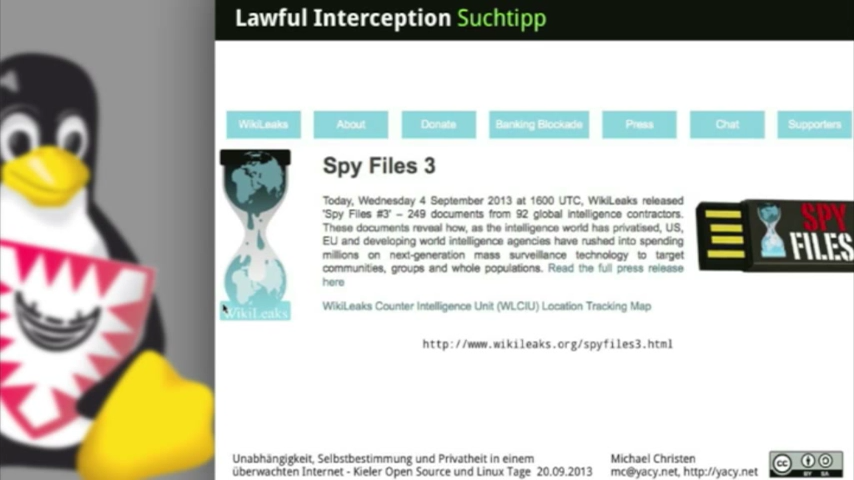 Lawful Interception Suchtipp
WikiLeaks About Donate Banking Blockade Press Chat Supporters
Spy Files 3
Today, Wednesday 4 September 2013 at 1600 UTC, WikiLeaks released
'Spy Files #3' – 249 documents from 92 global intelligence contractors.
These documents reveal how, as the intelligence world has privatised, US,
EU and developing world intelligence agencies have rushed into spending
millions on next-generation mass surveillance technology to target
communities, groups and whole populations. Read the full press release
here
WikiLeaks Counter Intelligence Unit (WLCIU) Location Tracking Map
WikiLeaks
SPY
FILES
http://www.wikileaks.org/spyfiles3.html
Unabhängigkeit, Selbstbestimmung und Privatheit in einem
überwachten Internet - Kieler Open Source und Linux Tage 20.09.2013
Michael Christen
mc@yacy.net, http://yacy.net
cc
BY SA